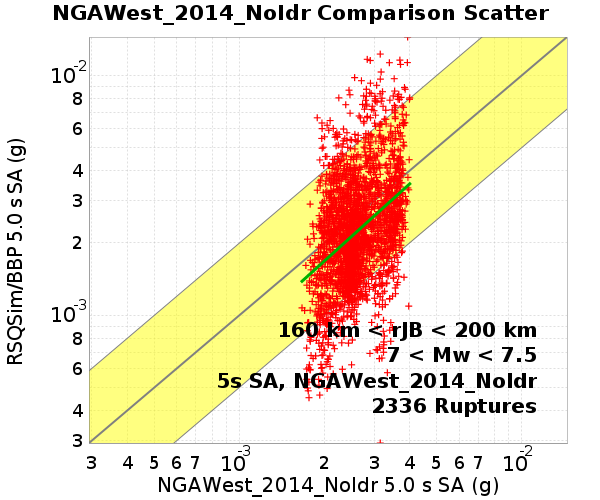 NGAWest_2014_NoIdr Comparison Scatter
10⁻²
8
6
4
3
2
10⁻³
8
6
4
3
RSQSim/BBP 5.0 s SA (g)
160 km < rJB < 200 km
7 < Mw < 7.5
5s SA, NGAWest_2014_NoIdr
2336 Ruptures
3 4 5 6 7 10⁻³ 2 3 4 5 6 7 10⁻²
NGAWest_2014_NoIdr 5.0 s SA (g)